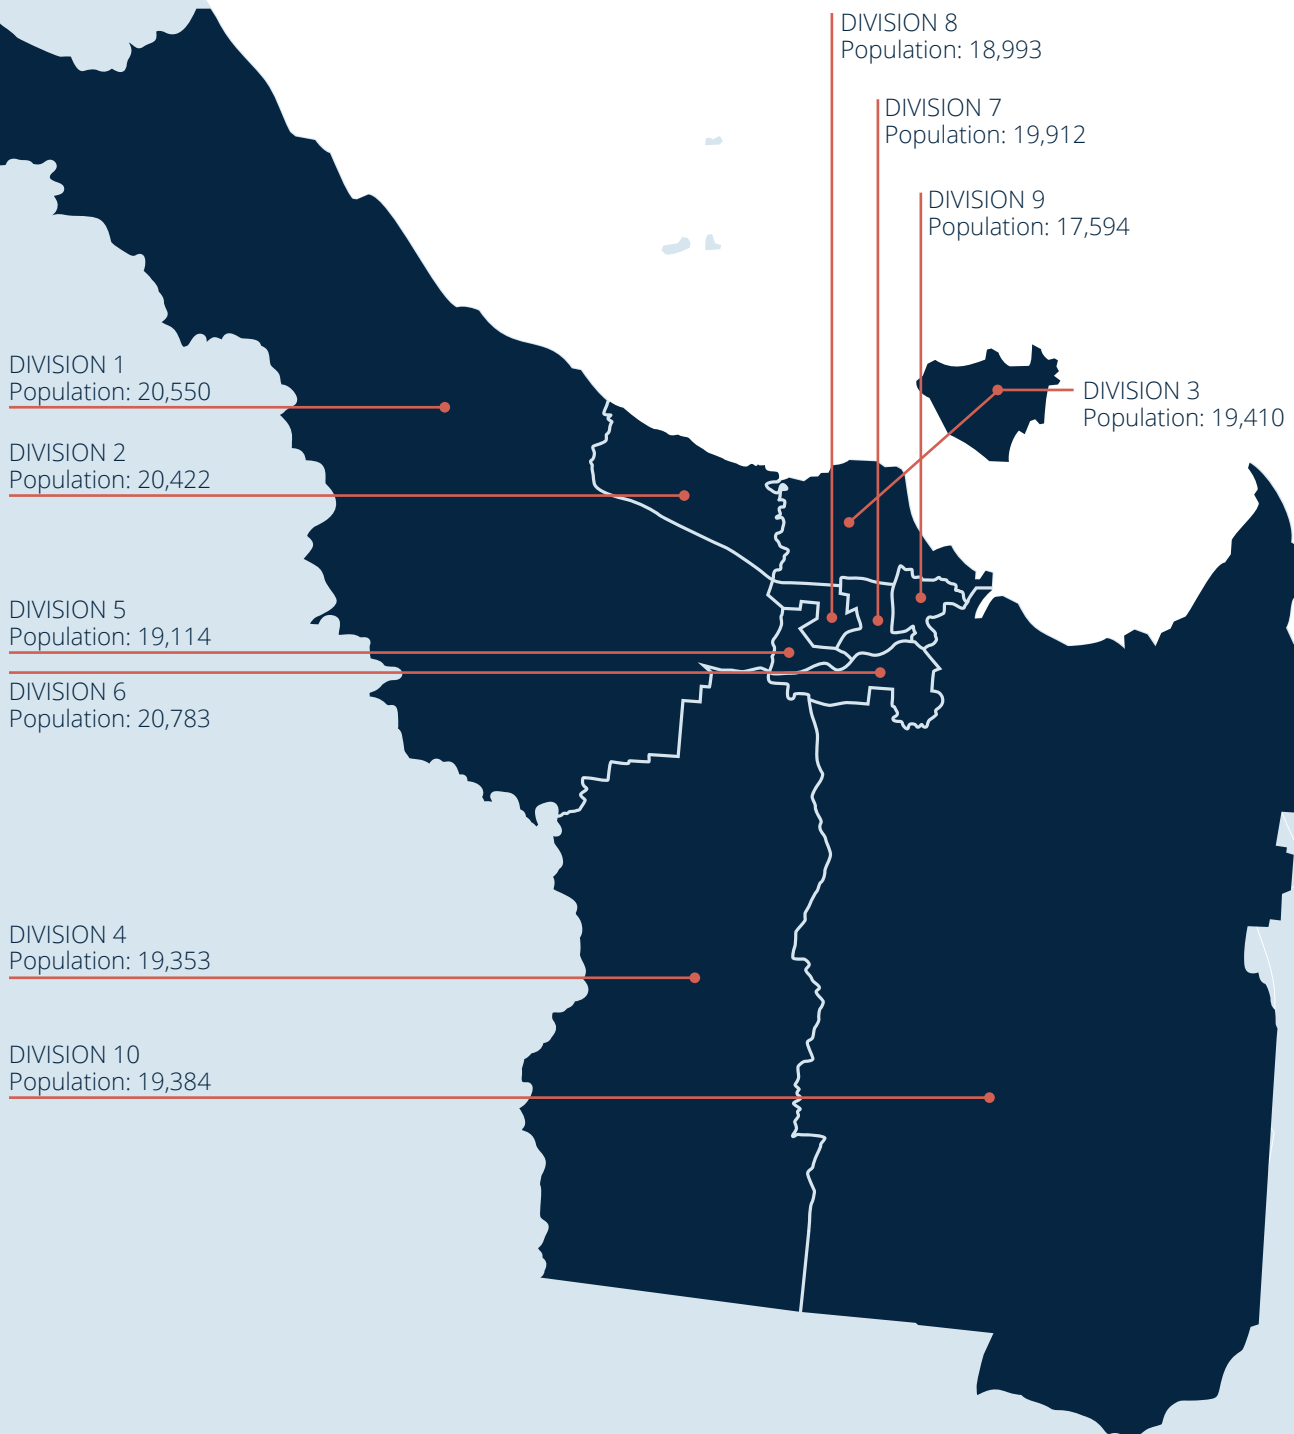 DIVISION 8
Population: 18,993
DIVISION 7
Population: 19,912
DIVISION 9
Population: 17,594
DIVISION 1
Population: 20,550
DIVISION 3
Population: 19,410
DIVISION 2
Population: 20,422
DIVISION 5
Population: 19,114
DIVISION 6
Population: 20,783
DIVISION 4
Population: 19,353
DIVISION 10
Population: 19,384